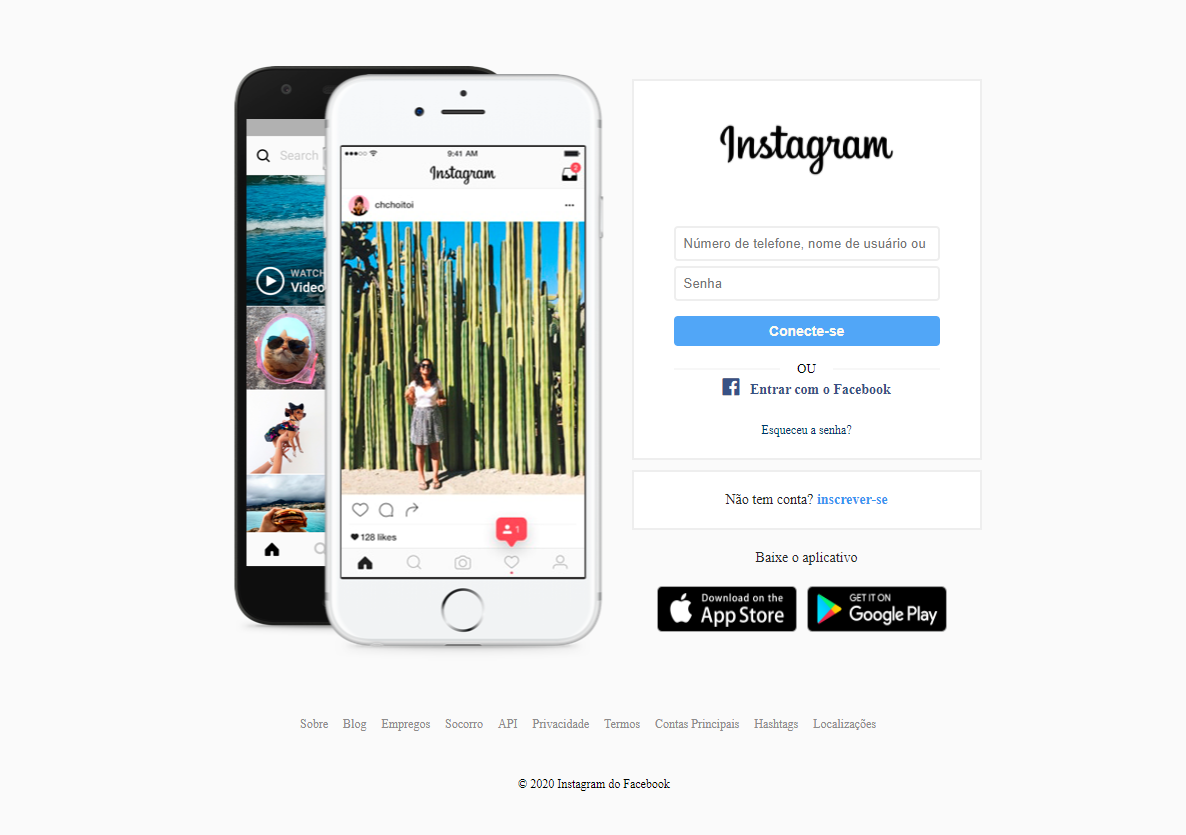 Search
WATCH
Video
9:41 AM
Instagram
chchoitoi
128 likes
1
Instagram
Número de telefone, nome de usuário ou
Senha
Conecte-se
OU
Entrar com o Facebook
Esqueceu a senha?
Não tem conta? inscrever-se
Baixe o aplicativo
Download on the
App Store
GET IT ON
Google Play
Sobre Blog Empregos Socorro API Privacidade Termos Contas Principais Hashtags Localizações
© 2020 Instagram do Facebook